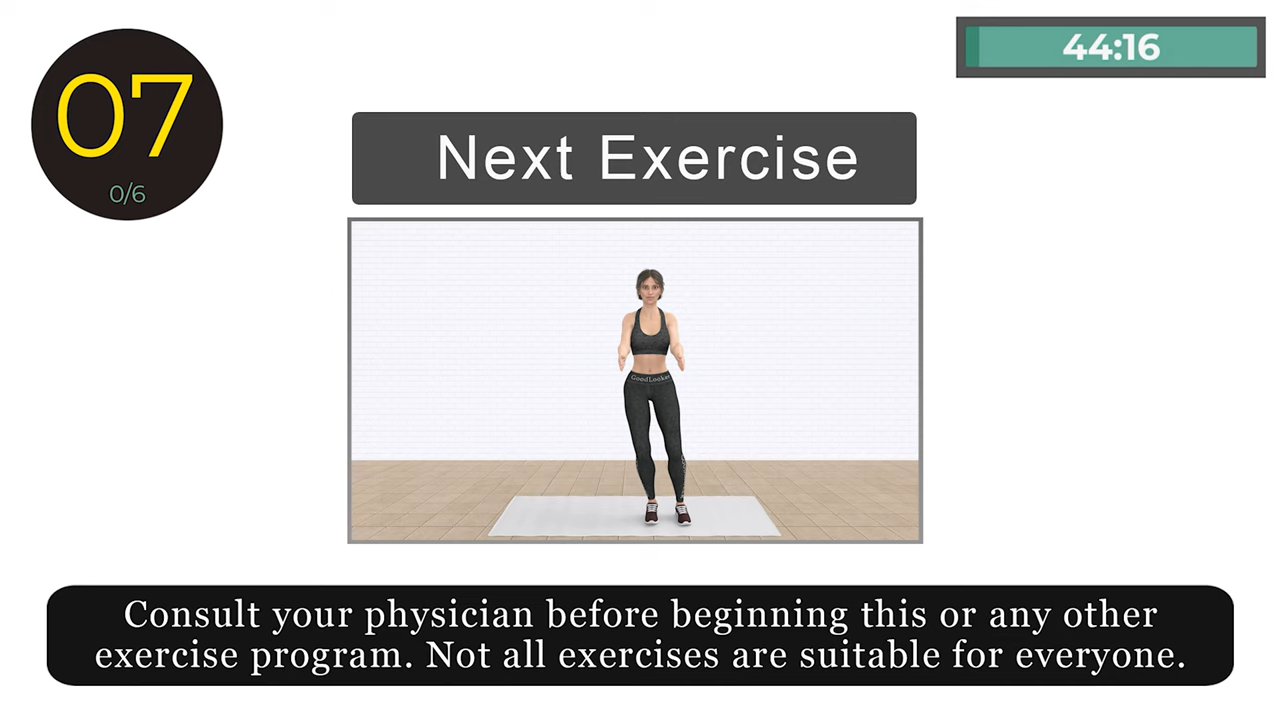 07
0/6
44:16
Next Exercise
GoodLooker
Consult your physician before beginning this or any other
exercise program. Not all exercises are suitable for everyone.